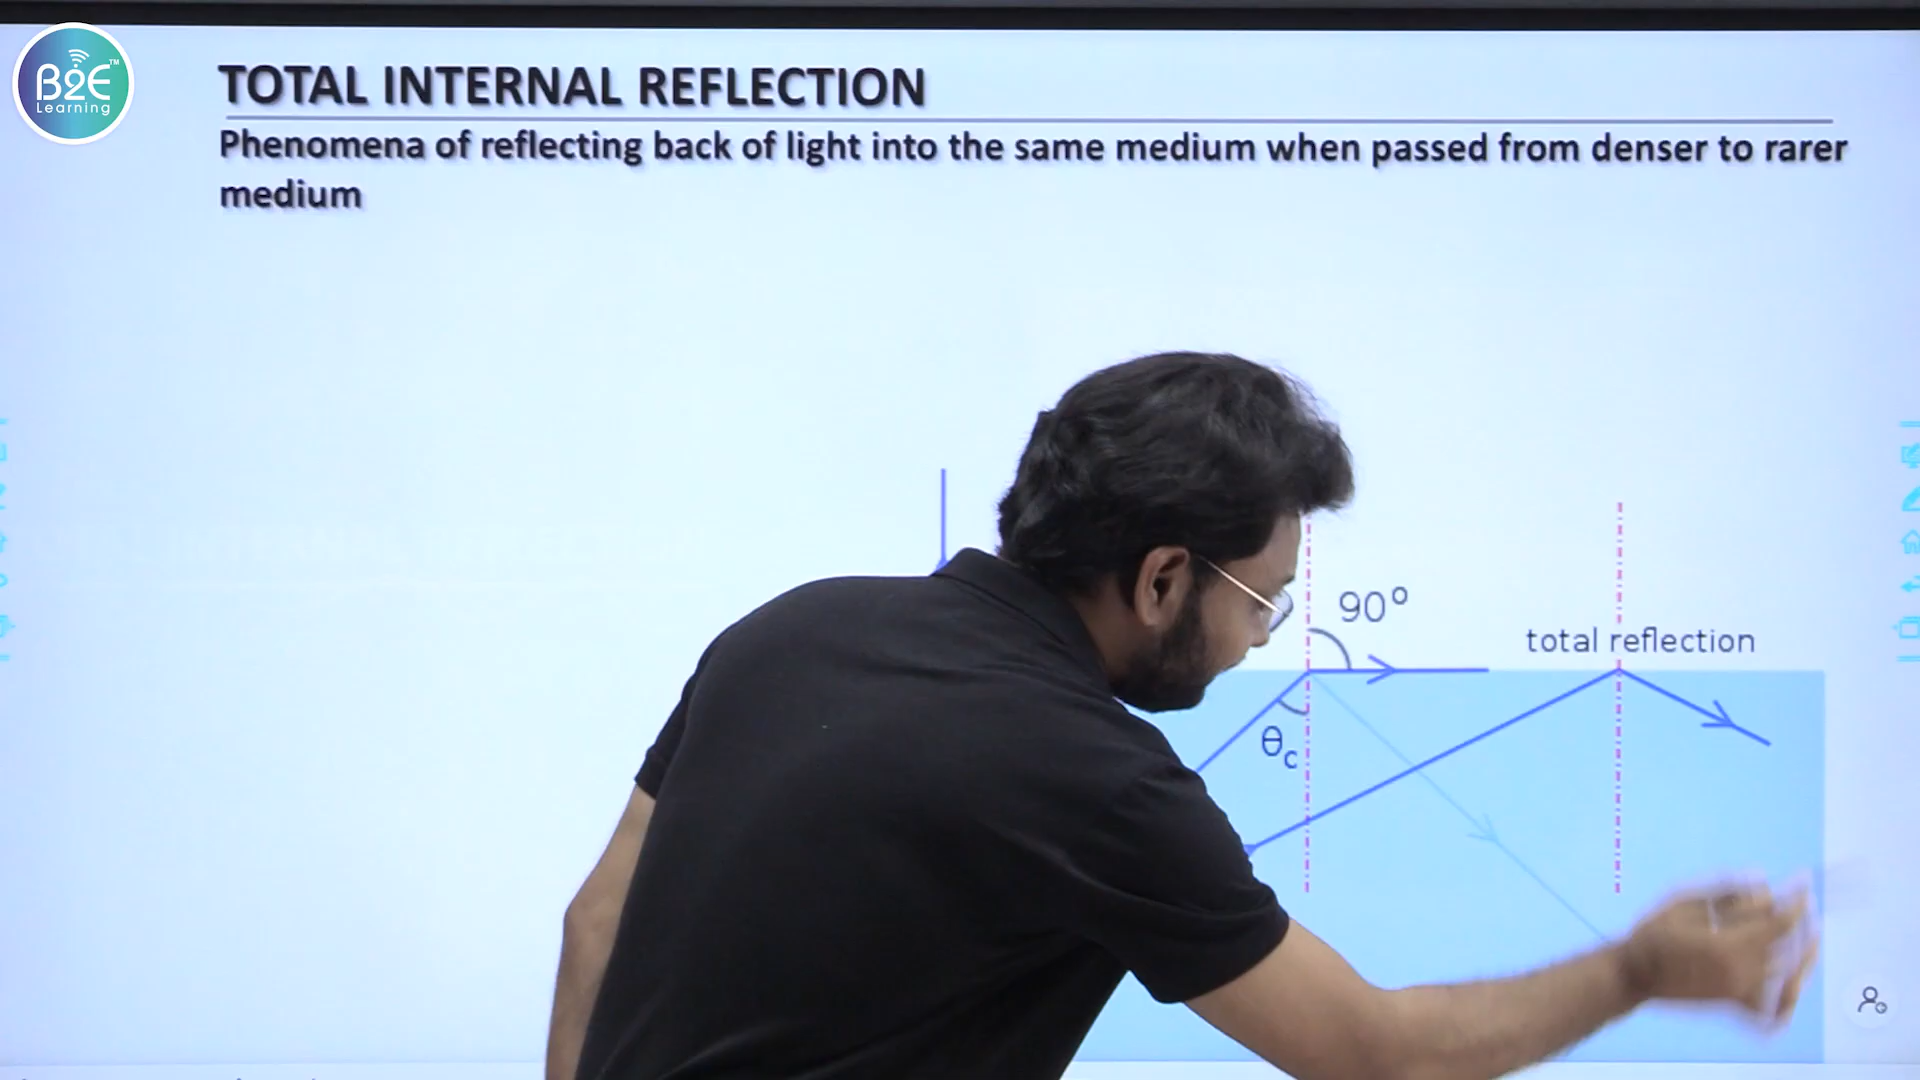 B2E™
Learning
TOTAL INTERNAL REFLECTION
Phenomena of reflecting back of light into the same medium when passed from denser to rarer
medium
90°
total reflection
θc